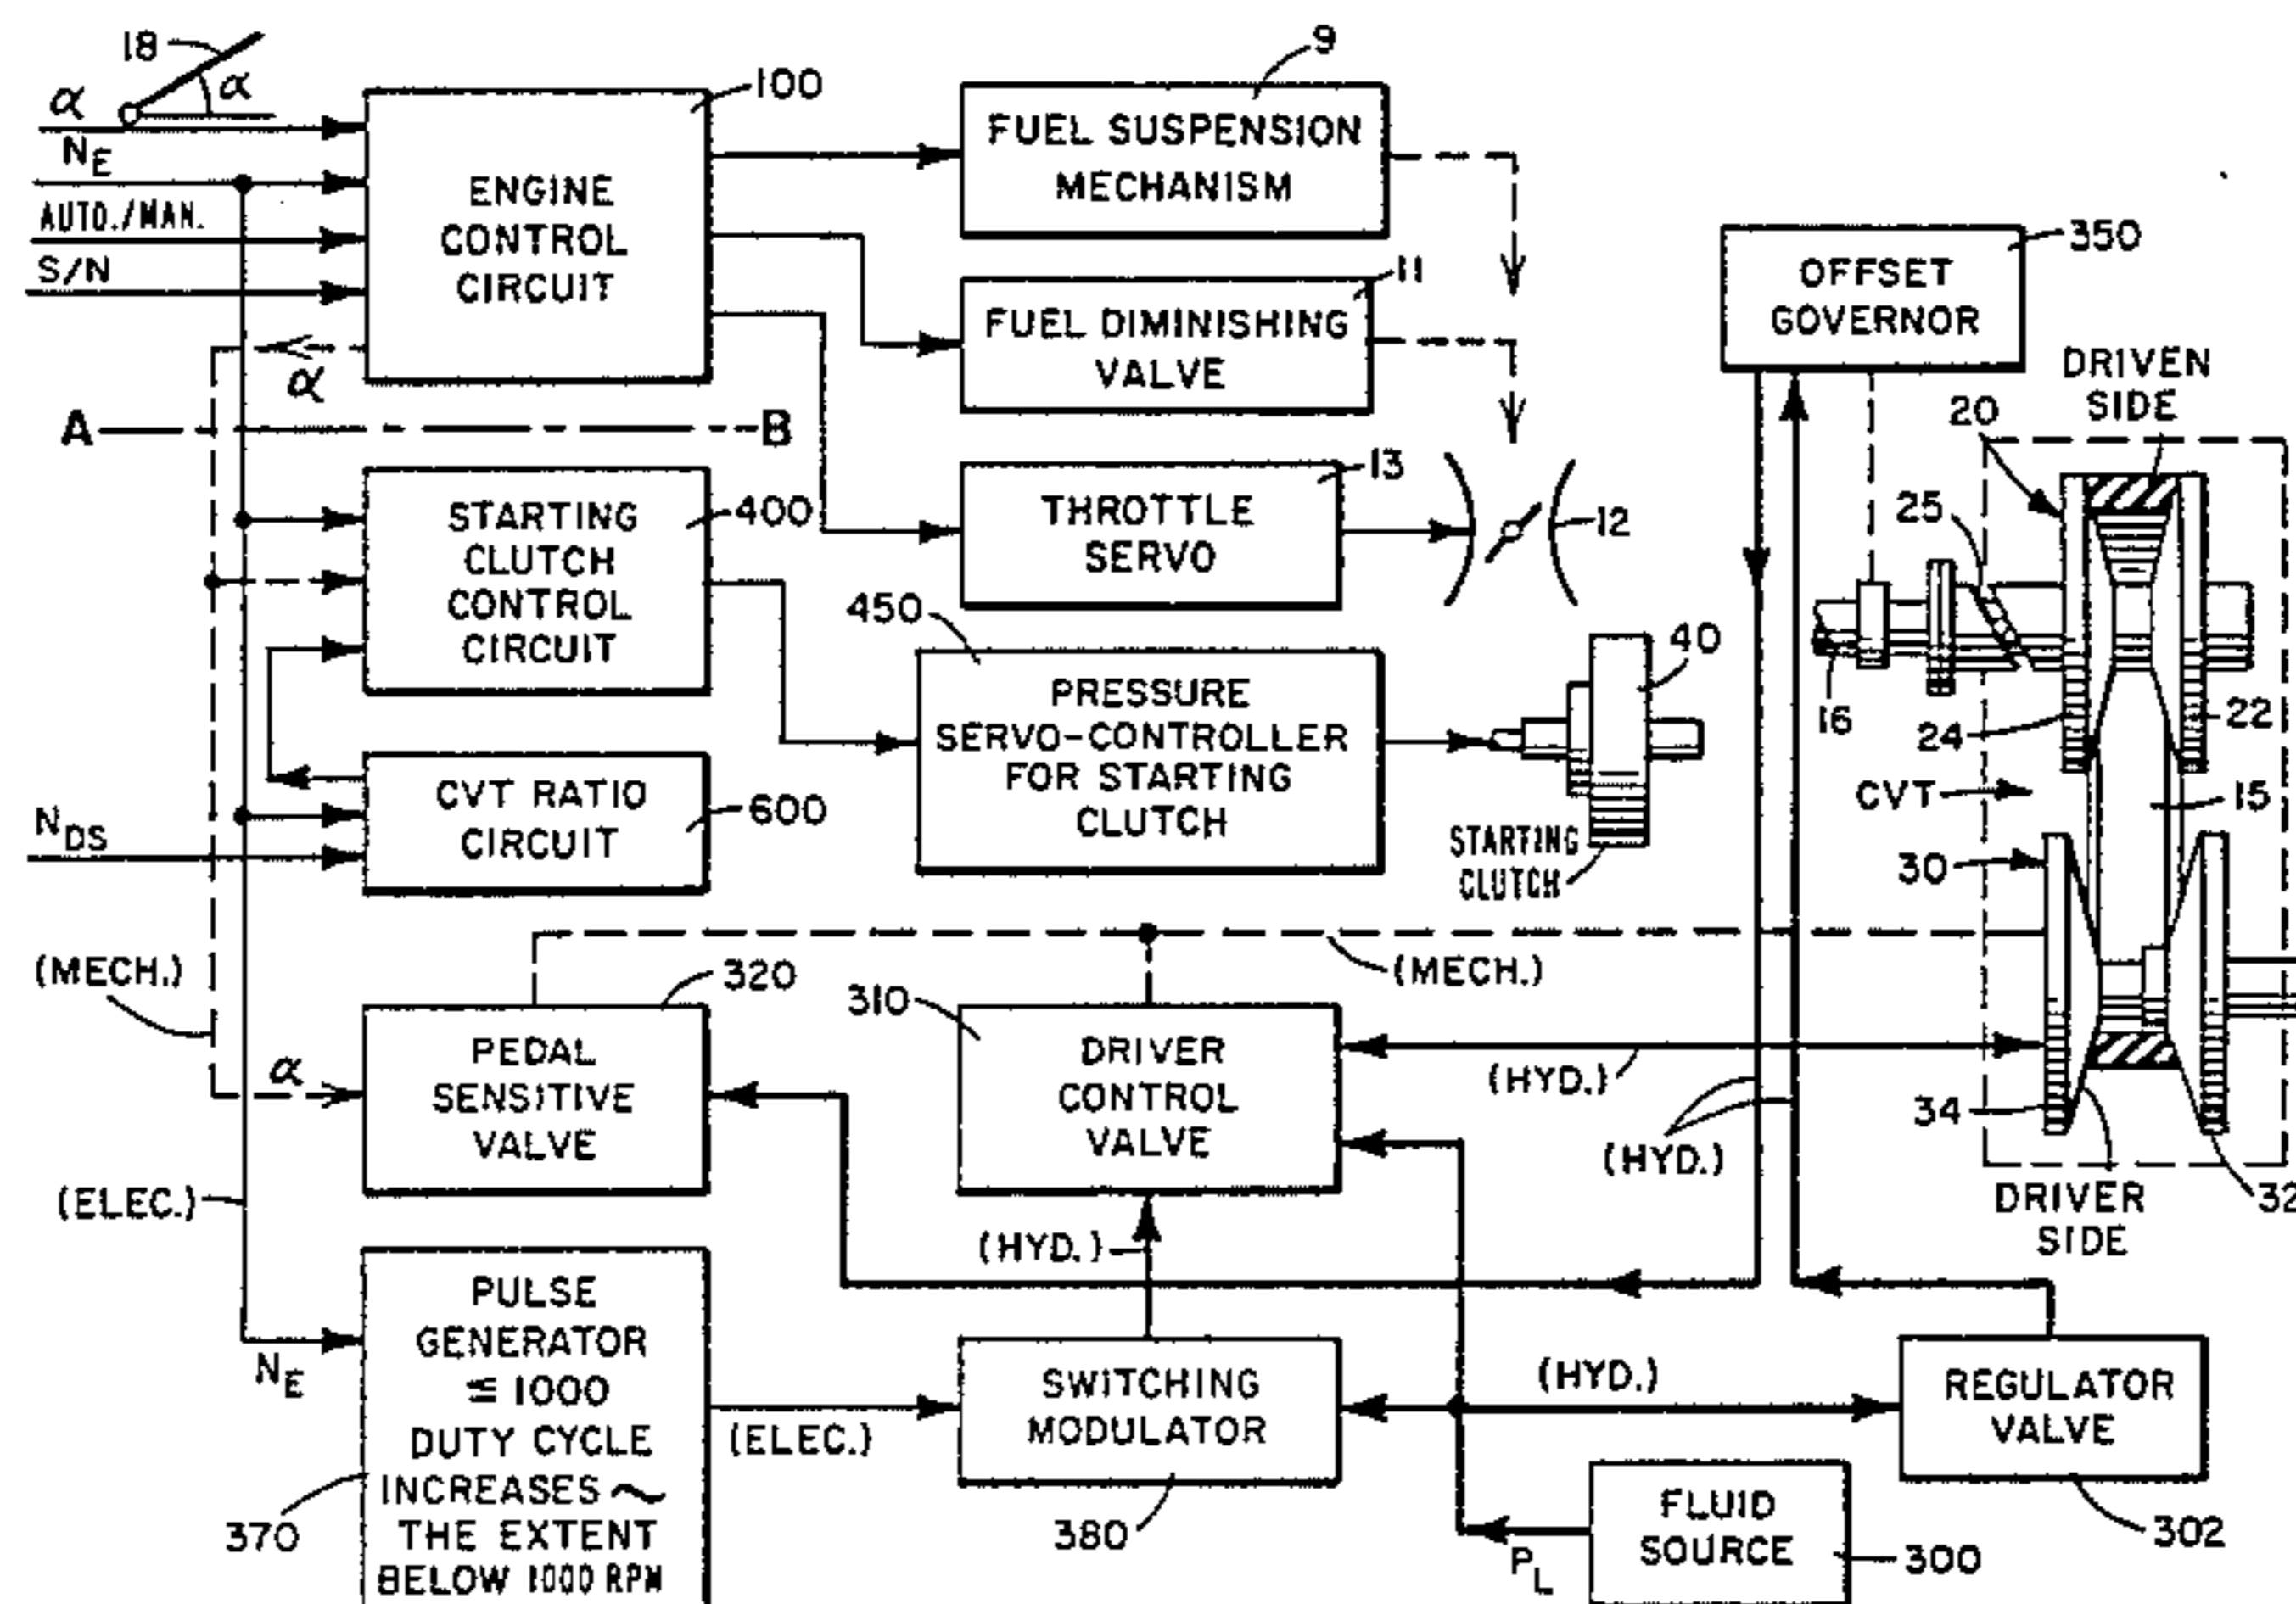 18
α
α
N_E
AUTO./MAN.
S/N
100
ENGINE
CONTROL
CIRCUIT
α
9
FUEL SUSPENSION
MECHANISM
11
FUEL DIMINISHING
VALVE
A
B
13
THROTTLE
SERVO
12
350
OFFSET
GOVERNOR
DRIVEN
SIDE
20
25
16
24
22
CVT
15
30
34
32
DRIVER
SIDE
400
STARTING
CLUTCH
CONTROL
CIRCUIT
450
PRESSURE
SERVO-CONTROLLER
FOR STARTING
CLUTCH
40
STARTING
CLUTCH
N_DS
CVT RATIO
CIRCUIT
600
(MECH.)
(MECH.)
α
320
PEDAL
SENSITIVE
VALVE
310
DRIVER
CONTROL
VALVE
(HYD.)
(HYD.)
(ELEC.)
(HYD.)
N_E
PULSE
GENERATOR
≦ 1000
DUTY CYCLE
INCREASES ~
THE EXTENT
BELOW 1000 RPM
370
(ELEC.)
SWITCHING
MODULATOR
380
(HYD.)
REGULATOR
VALVE
302
FLUID
SOURCE
300
P_L